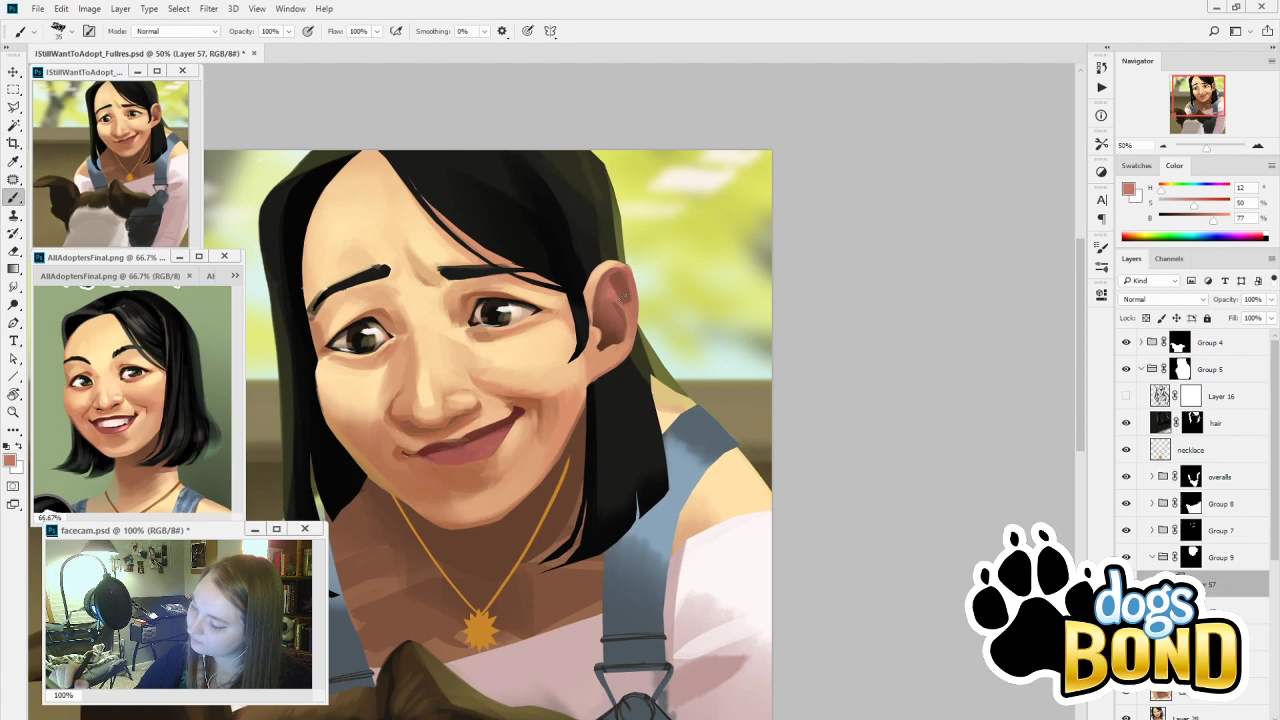 File Edit Image Layer Type Select Filter 3D View Window Help
35 Mode: Normal Opacity: 100% Flow: 100% Smoothing: 0%
IStillWantToAdopt_Fullres.psd @ 50% (Layer 57, RGB/8#) *
IStillWantToAdopt_...
AllAdoptersFinal.png @ 66.7% ...
AllAdoptersFinal.png @ 66.7% (RGB/8)
66.67%
facecam.psd @ 100% (RGB/8#) *
100%
Navigator
50%
Swatches Color
H 12 °
S 50 %
B 77 %
Layers Channels
Kind
Normal Opacity: 100%
Lock: Fill: 100%
Group 4
Group 5
Layer 16
hair
necklace
overalls
Group 8
Group 7
Group 9
57
dogs
BOND